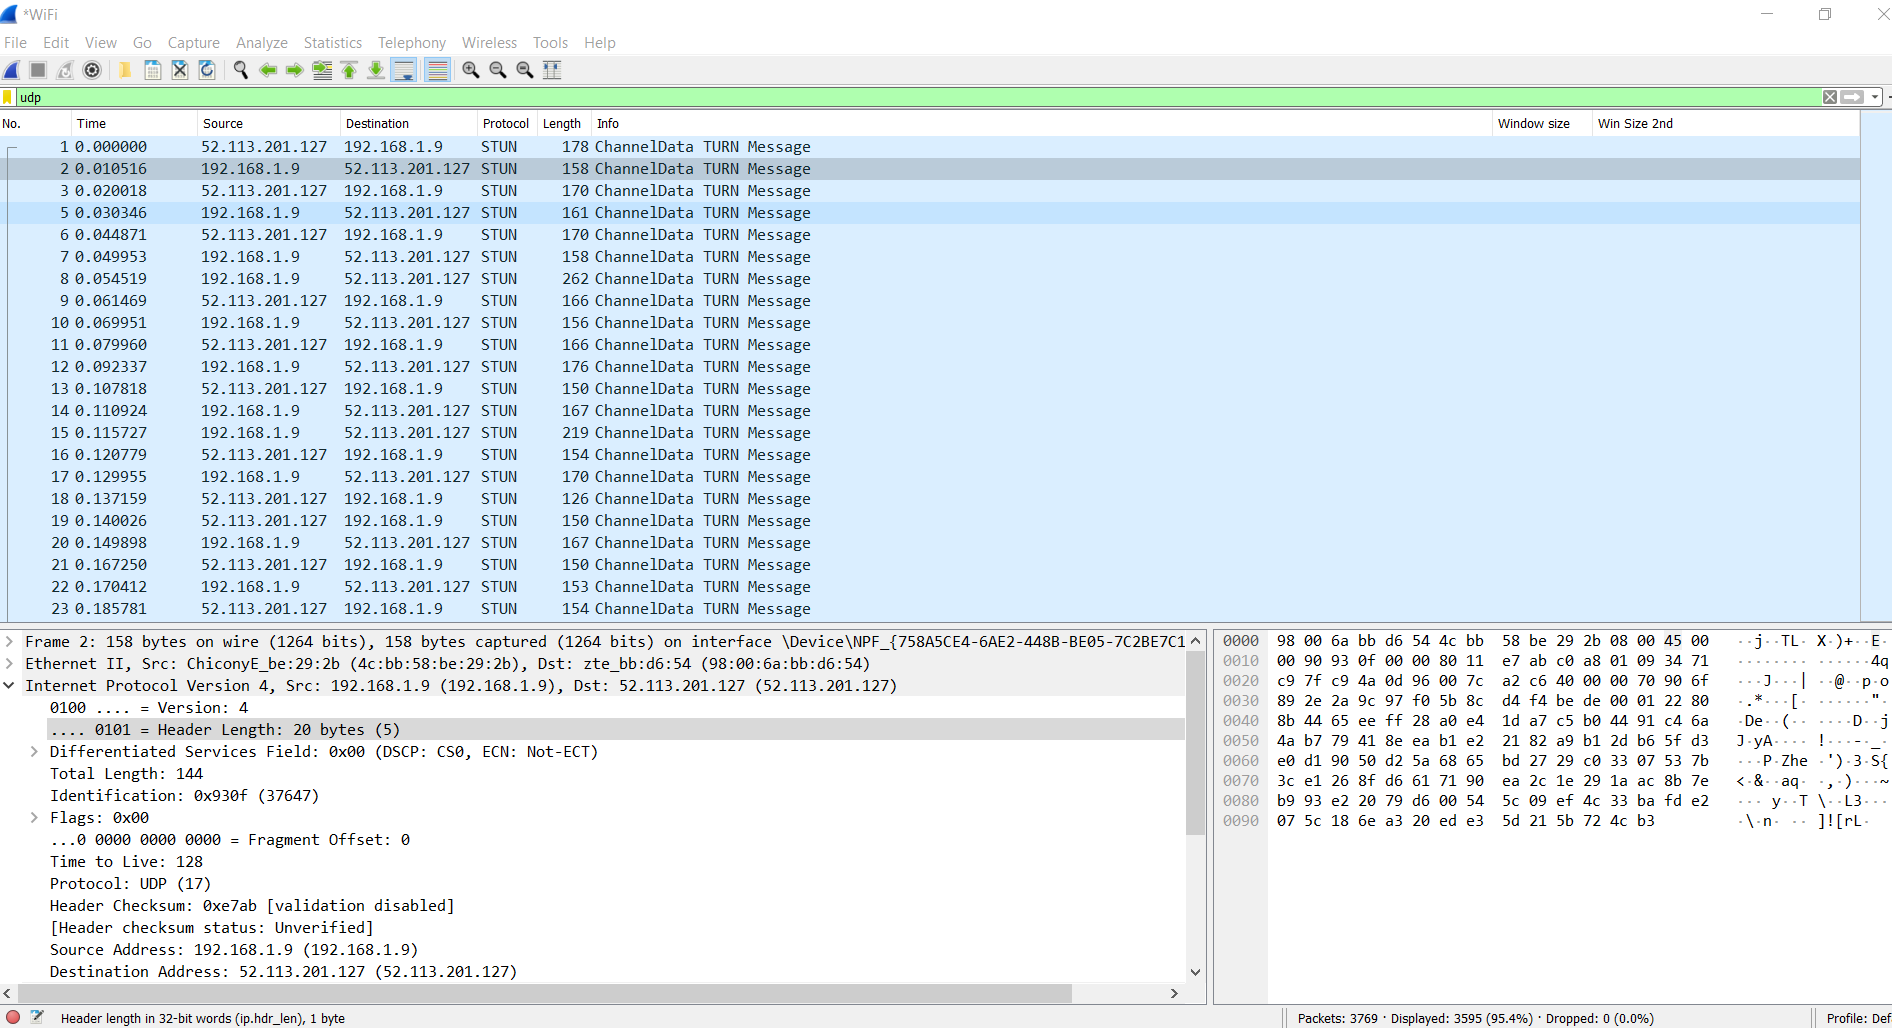 *WiFi
File Edit View Go Capture Analyze Statistics Telephony Wireless Tools Help
udp
No. Time Source Destination Protocol Length Info Window size Win Size 2nd
1 0.000000 52.113.201.127 192.168.1.9 STUN 178 ChannelData TURN Message
2 0.010516 192.168.1.9 52.113.201.127 STUN 158 ChannelData TURN Message
3 0.020018 52.113.201.127 192.168.1.9 STUN 170 ChannelData TURN Message
5 0.030346 192.168.1.9 52.113.201.127 STUN 161 ChannelData TURN Message
6 0.044871 52.113.201.127 192.168.1.9 STUN 170 ChannelData TURN Message
7 0.049953 192.168.1.9 52.113.201.127 STUN 158 ChannelData TURN Message
8 0.054519 192.168.1.9 52.113.201.127 STUN 262 ChannelData TURN Message
9 0.061469 52.113.201.127 192.168.1.9 STUN 166 ChannelData TURN Message
10 0.069951 192.168.1.9 52.113.201.127 STUN 156 ChannelData TURN Message
11 0.079960 52.113.201.127 192.168.1.9 STUN 166 ChannelData TURN Message
12 0.092337 192.168.1.9 52.113.201.127 STUN 176 ChannelData TURN Message
13 0.107818 52.113.201.127 192.168.1.9 STUN 150 ChannelData TURN Message
14 0.110924 192.168.1.9 52.113.201.127 STUN 167 ChannelData TURN Message
15 0.115727 192.168.1.9 52.113.201.127 STUN 219 ChannelData TURN Message
16 0.120779 52.113.201.127 192.168.1.9 STUN 154 ChannelData TURN Message
17 0.129955 192.168.1.9 52.113.201.127 STUN 170 ChannelData TURN Message
18 0.137159 52.113.201.127 192.168.1.9 STUN 126 ChannelData TURN Message
19 0.140026 52.113.201.127 192.168.1.9 STUN 150 ChannelData TURN Message
20 0.149898 192.168.1.9 52.113.201.127 STUN 167 ChannelData TURN Message
21 0.167250 52.113.201.127 192.168.1.9 STUN 150 ChannelData TURN Message
22 0.170412 192.168.1.9 52.113.201.127 STUN 153 ChannelData TURN Message
23 0.185781 52.113.201.127 192.168.1.9 STUN 154 ChannelData TURN Message
Frame 2: 158 bytes on wire (1264 bits), 158 bytes captured (1264 bits) on interface \Device\NPF_{758A5CE4-6AE2-448B-BE05-7C2BE7C1
Ethernet II, Src: ChiconyE_be:29:2b (4c:bb:58:be:29:2b), Dst: zte_bb:d6:54 (98:00:6a:bb:d6:54)
Internet Protocol Version 4, Src: 192.168.1.9 (192.168.1.9), Dst: 52.113.201.127 (52.113.201.127)
0100 .... = Version: 4
.... 0101 = Header Length: 20 bytes (5)
Differentiated Services Field: 0x00 (DSCP: CS0, ECN: Not-ECT)
Total Length: 144
Identification: 0x930f (37647)
Flags: 0x00
...0 0000 0000 0000 = Fragment Offset: 0
Time to Live: 128
Protocol: UDP (17)
Header Checksum: 0xe7ab [validation disabled]
[Header checksum status: Unverified]
Source Address: 192.168.1.9 (192.168.1.9)
Destination Address: 52.113.201.127 (52.113.201.127)
0000 98 00 6a bb d6 54 4c bb 58 be 29 2b 08 00 45 00 ··j··TL· X·)+··E·
0010 00 90 93 0f 00 00 80 11 e7 ab c0 a8 01 09 34 71 ········ ······4q
0020 c9 7f c9 4a 0d 96 00 7c a2 c6 40 00 00 70 90 6f ···J···| ··@··p·o
0030 89 2e 2a 9c 97 f0 5b 8c d4 f4 be de 00 01 22 80 ·.*···[· ······"·
0040 8b 44 65 ee ff 28 a0 e4 1d a7 c5 b0 44 91 c4 6a ·De··(·· ····D··j
0050 4a b7 79 41 8e ea b1 e2 21 82 a9 b1 2d b6 5f d3 J·yA···· !···-·_·
0060 e0 d1 90 50 d2 5a 68 65 bd 27 29 c0 33 07 53 7b ···P·Zhe ·')·3·S{
0070 3c e1 26 8f d6 61 71 90 ea 2c 1e 29 1a ac 8b 7e <·&··aq· ·,·)···~
0080 b9 93 e2 20 79 d6 00 54 5c 09 ef 4c 33 ba fd e2 ··· y··T \··L3···
0090 07 5c 18 6e a3 20 ed e3 5d 21 5b 72 4c b3 ·\·n· ·· ]![rL·
Header length in 32-bit words (ip.hdr_len), 1 byte
Packets: 3769 · Displayed: 3595 (95.4%) · Dropped: 0 (0.0%)
Profile: Def